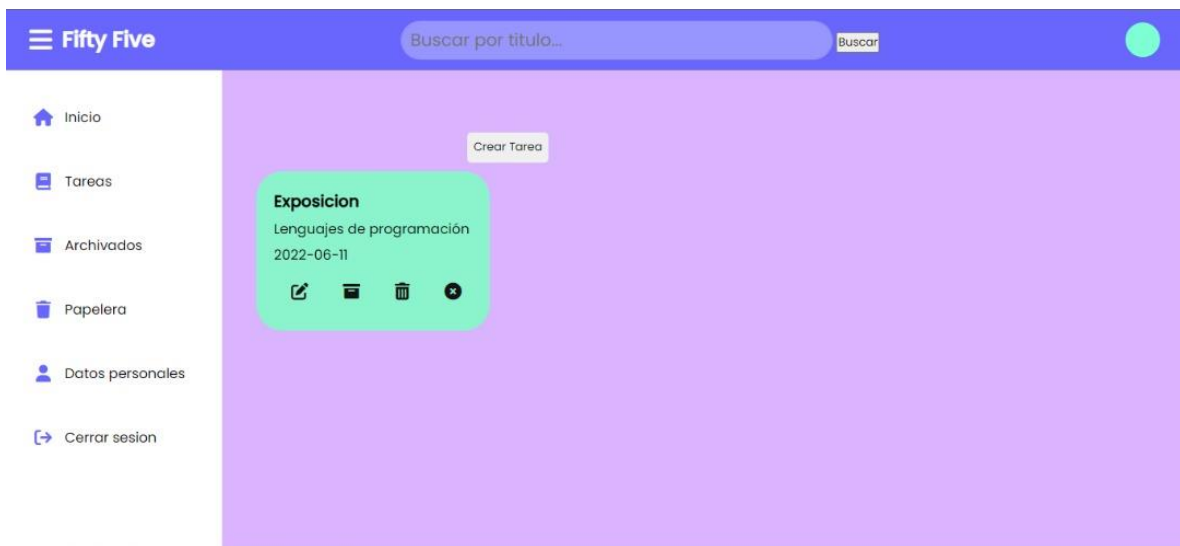 Fifty Five
Buscar por titulo...
Buscar
Inicio
Tareas
Archivados
Papelera
Datos personales
Cerrar sesion
Crear Tarea
Exposicion
Lenguajes de programación
2022-06-11